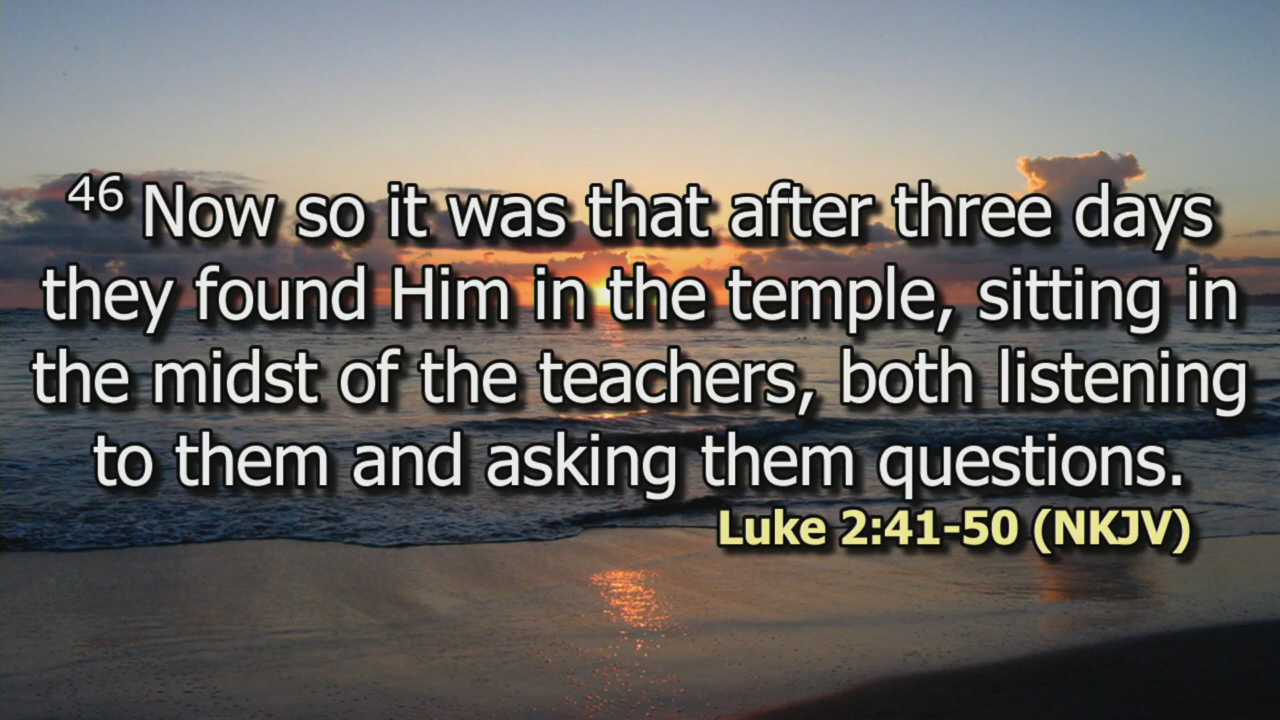 46 Now so it was that after three days
they found Him in the temple, sitting in
the midst of the teachers, both listening
to them and asking them questions.
Luke 2:41-50 (NKJV)